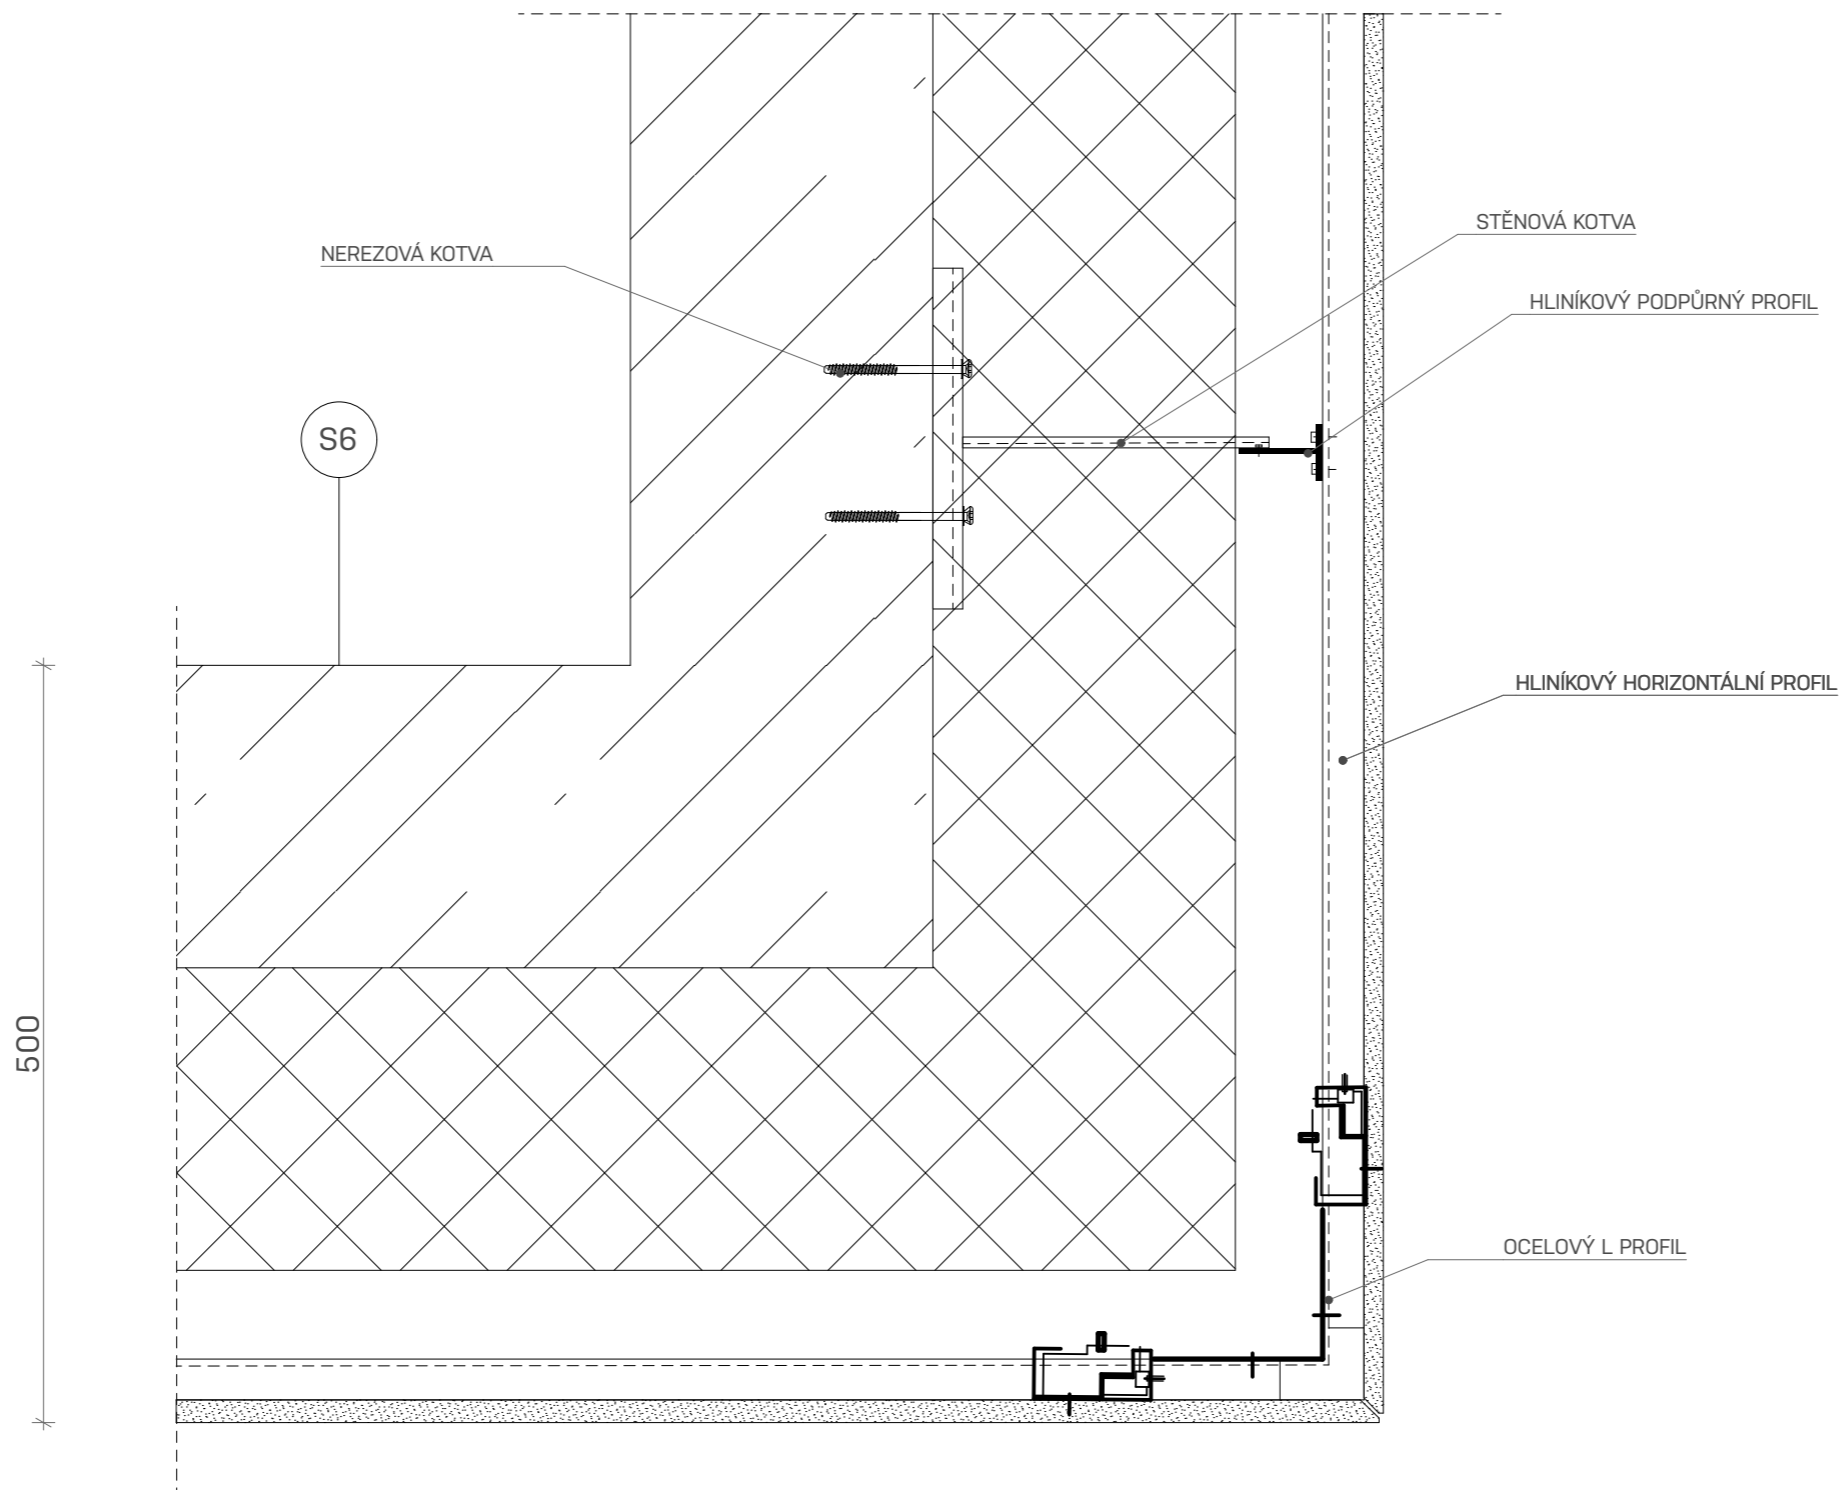 STĚNOVÁ KOTVA
NEREZOVÁ KOTVA
HLINÍKOVÝ PODPŮRNÝ PROFIL
S6
HLINÍKOVÝ HORIZONTÁLNÍ PROFIL
500
OCELOVÝ L PROFIL